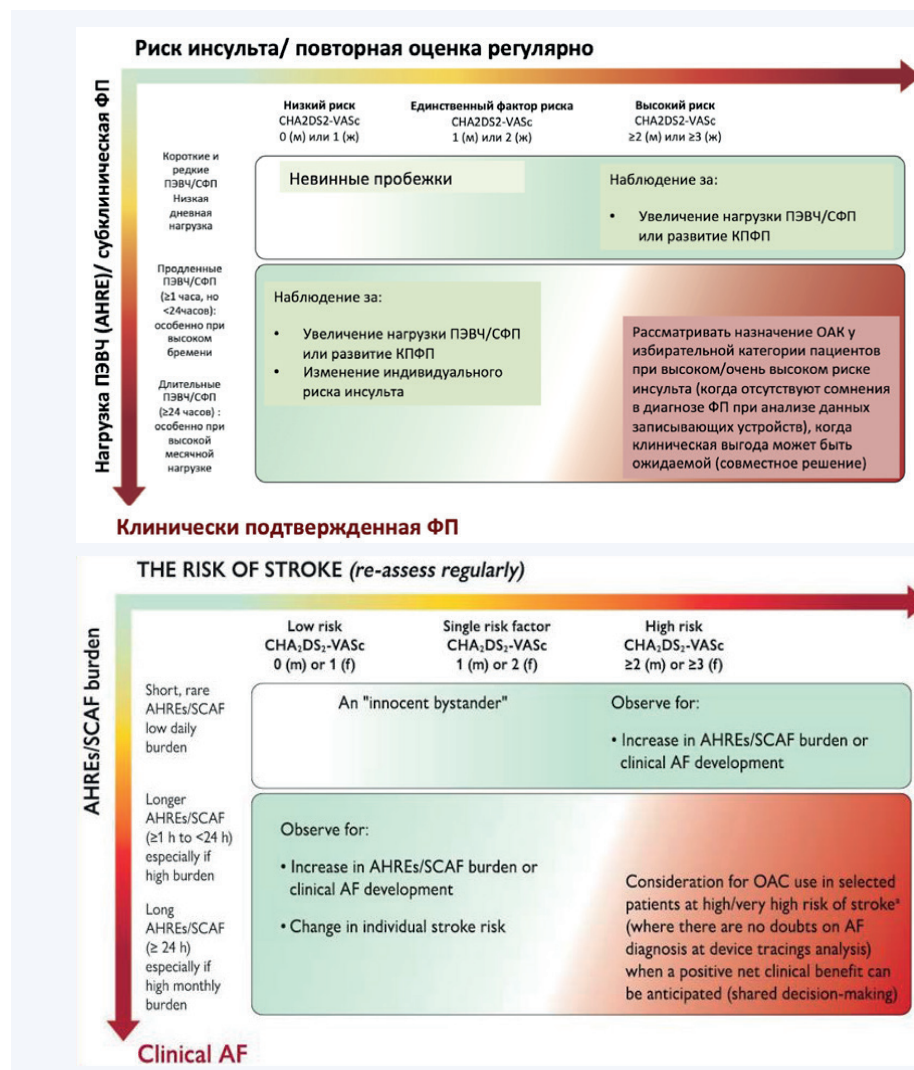 Риск инсульта/ повторная оценка регулярно
Нагрузка ПЭВЧ (AHRE)/ субклиническая ФП
Низкий риск
CHA2DS2-VASc
0 (м) или 1 (ж)
Единственный фактор риска
CHA2DS2-VASc
1 (м) или 2 (ж)
Высокий риск
CHA2DS2-VASc
≥2 (м) или ≥3 (ж)
Короткие и
редкие
ПЭВЧ/СФП
Низкая
дневная
нагрузка
Невинные пробежки
Наблюдение за:
• Увеличение нагрузки ПЭВЧ/СФП
или развитие КПФП
Продленные
ПЭВЧ/СФП
(≥1 часа, но
<24часов):
особенно при
высоком
бремени
Длительные
ПЭВЧ/СФП
(≥24 часов) :
особенно при
высокой
месячной
нагрузке
Наблюдение за:
• Увеличение нагрузки ПЭВЧ/СФП
или развитие КПФП
• Изменение индивидуального
риска инсульта
Рассматривать назначение ОАК у
избирательной категории пациентов
при высоком/очень высоком риске
инсульта (когда отсутствуют сомнения
в диагнозе ФП при анализе данных
записывающих устройств), когда
клиническая выгода может быть
ожидаемой (совместное решение)
Клинически подтвержденная ФП
THE RISK OF STROKE (re-assess regularly)
AHREs/SCAF burden
Low risk
CHA₂DS₂-VASc
0 (m) or 1 (f)
Single risk factor
CHA₂DS₂-VASc
1 (m) or 2 (f)
High risk
CHA₂DS₂-VASc
≥2 (m) or ≥3 (f)
Short, rare
AHREs/SCAF
low daily
burden
An "innocent bystander"
Observe for:
• Increase in AHREs/SCAF burden or
clinical AF development
Longer
AHREs/SCAF
(≥1 h to <24 h)
especially if
high burden
Long
AHREs/SCAF
(≥ 24 h)
especially if
high monthly
burden
Observe for:
• Increase in AHREs/SCAF burden or
clinical AF development
• Change in individual stroke risk
Consideration for OAC use in selected
patients at high/very high risk of strokeᵃ
(where there are no doubts on AF
diagnosis at device tracings analysis)
when a positive net clinical benefit can
be anticipated (shared decision-making)
Clinical AF